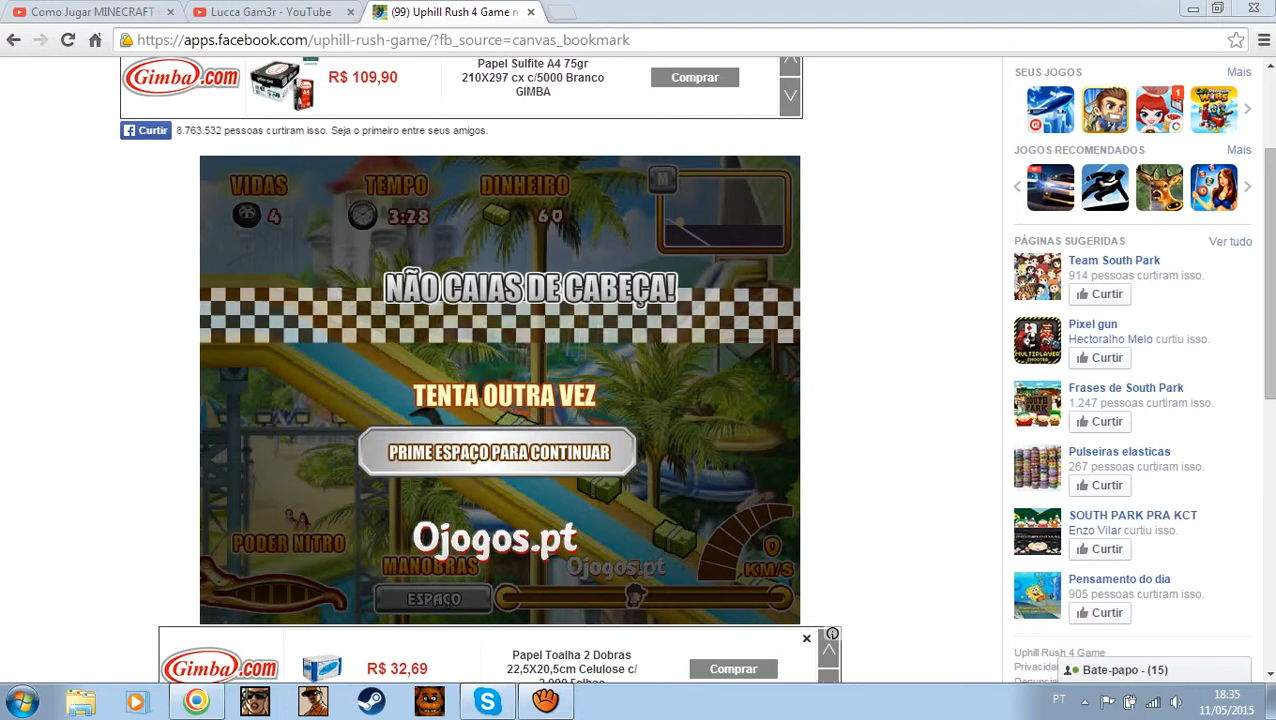 Como Jugar MINECRAFT
Lucca Gam3r - YouTube
(99) Uphill Rush 4 Game n
https://apps.facebook.com/uphill-rush-game/?fb_source=canvas_bookmark
Gimba.com
R$ 109,90
Papel Sulfite A4 75gr
210X297 cx c/5000 Branco
GIMBA
Comprar
Curtir
8.763.532 pessoas curtiram isso. Seja o primeiro entre seus amigos.
VIDAS
TEMPO
DINHEIRO
M
4
3:28
60
NÃO CAIAS DE CABEÇA!
TENTA OUTRA VEZ
PRIME ESPAÇO PARA CONTINUAR
Ojogos.pt
PODER NITRO
MANOBRAS
Ojogos.pt
ESPAÇO
0
KM/S
Gimba.com
R$ 32,69
Papel Toalha 2 Dobras
22,5X20,5cm Celulose c/
Comprar
SEUS JOGOS
Mais
1
JOGOS RECOMENDADOS
Mais
PÁGINAS SUGERIDAS
Ver tudo
Team South Park
914 pessoas curtiram isso.
Curtir
Pixel gun
Hectoralho Melo curtiu isso.
Curtir
MULTIPLAYER
Frases de South Park
1.247 pessoas curtiram isso.
Curtir
Pulseiras elasticas
267 pessoas curtiram isso.
Curtir
SOUTH PARK PRA KCT
Enzo Vilar curtiu isso.
Curtir
Pensamento do dia
905 pessoas curtiram isso.
Curtir
Uphill Rush 4 Game
Privacidad
Bate-papo - (15)
PT
18:35
11/05/2015